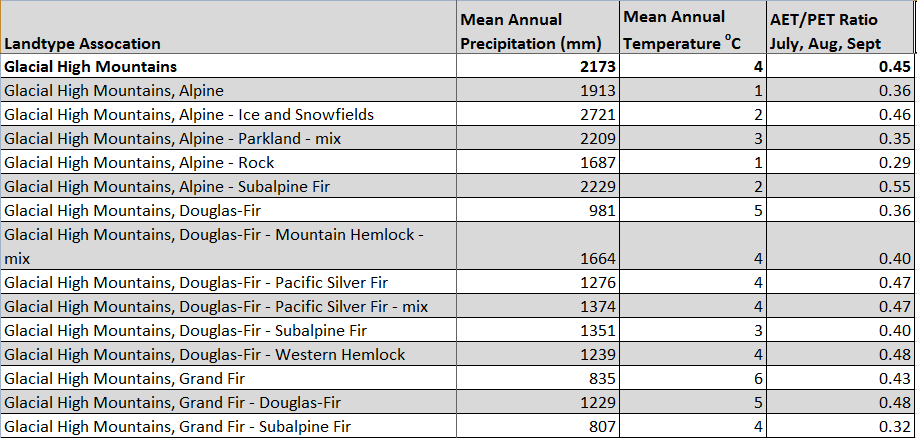 Landtype Assocation Mean Annual Precipitation (mm) Mean Annual Temperature °C AET/PET Ratio July, Aug, Sept
Glacial High Mountains 2173 4 0.45
Glacial High Mountains, Alpine 1913 1 0.36
Glacial High Mountains, Alpine - Ice and Snowfields 2721 2 0.46
Glacial High Mountains, Alpine - Parkland - mix 2209 3 0.35
Glacial High Mountains, Alpine - Rock 1687 1 0.29
Glacial High Mountains, Alpine - Subalpine Fir 2229 2 0.55
Glacial High Mountains, Douglas-Fir 981 5 0.36
Glacial High Mountains, Douglas-Fir - Mountain Hemlock -
mix 1664 4 0.40
Glacial High Mountains, Douglas-Fir - Pacific Silver Fir 1276 4 0.47
Glacial High Mountains, Douglas-Fir - Pacific Silver Fir - mix 1374 4 0.47
Glacial High Mountains, Douglas-Fir - Subalpine Fir 1351 3 0.40
Glacial High Mountains, Douglas-Fir - Western Hemlock 1239 4 0.48
Glacial High Mountains, Grand Fir 835 6 0.43
Glacial High Mountains, Grand Fir - Douglas-Fir 1229 5 0.48
Glacial High Mountains, Grand Fir - Subalpine Fir 807 4 0.32